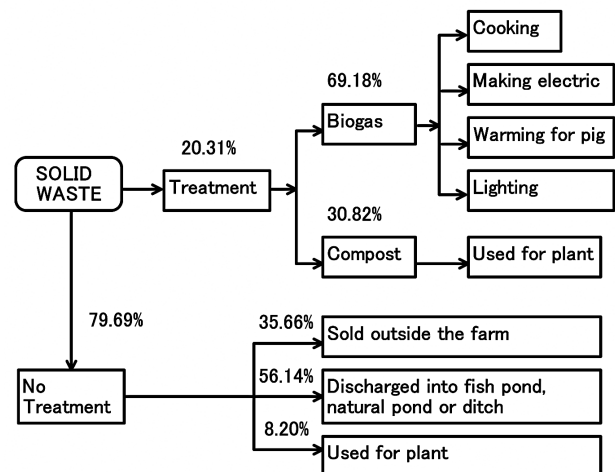 Cooking
69.18%
Making electric
Biogas
20.31%
Warming for pig
SOLID
WASTE
Treatment
Lighting
30.82%
Compost
Used for plant
79.69%
35.66%
Sold outside the farm
No
Treatment
56.14%
Discharged into fish pond,
natural pond or ditch
8.20%
Used for plant